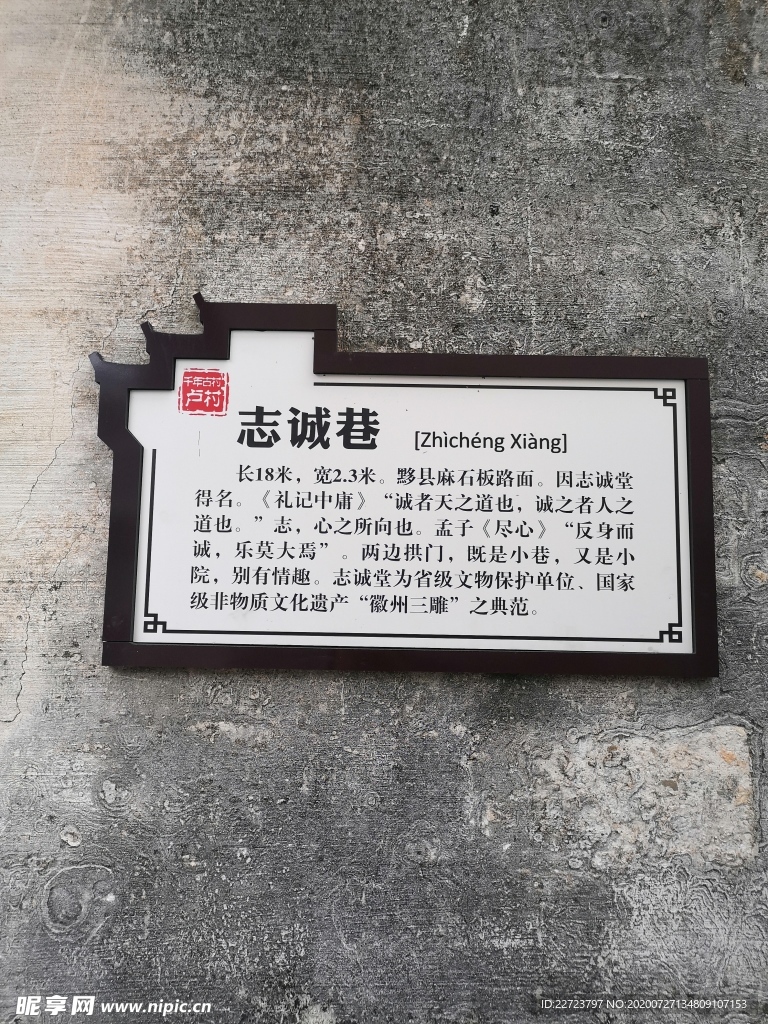 千年古村
卢村
志诚巷 [Zhìchéng Xiàng]
长18米，宽2.3米。黟县麻石板路面。因志诚堂
得名。《礼记中庸》“诚者天之道也，诚之者人之
道也。”志，心之所向也。孟子《尽心》“反身而
诚，乐莫大焉”。两边拱门，既是小巷，又是小
院，别有情趣。志诚堂为省级文物保护单位、国家
级非物质文化遗产“徽州三雕”之典范。
昵享网 www.nipic.cn
ID:22723797 NO:20200727134809107153